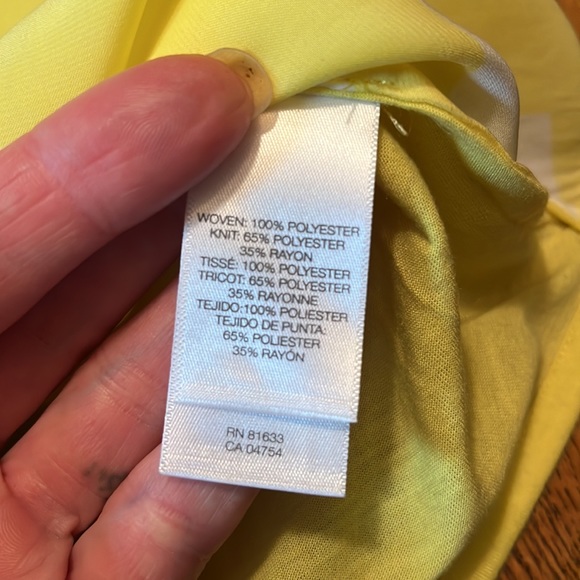 WOVEN: 100% POLYESTER
KNIT: 65% POLYESTER
35% RAYON
TISSÉ: 100% POLYESTER
TRICOT: 65% POLYESTER
35% RAYONNE
TEJIDO:100% POLIESTER
TEJIDO DE PUNTA:
65% POLIESTER
35% RAYÓN
RN 81633
CA 04754